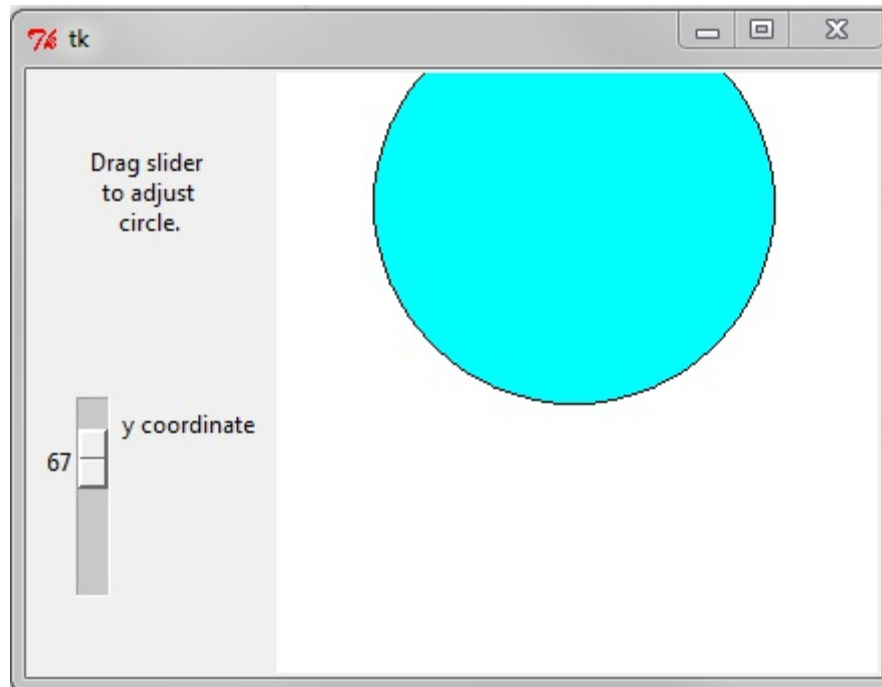 tk
Drag slider
to adjust
circle.
y coordinate
67